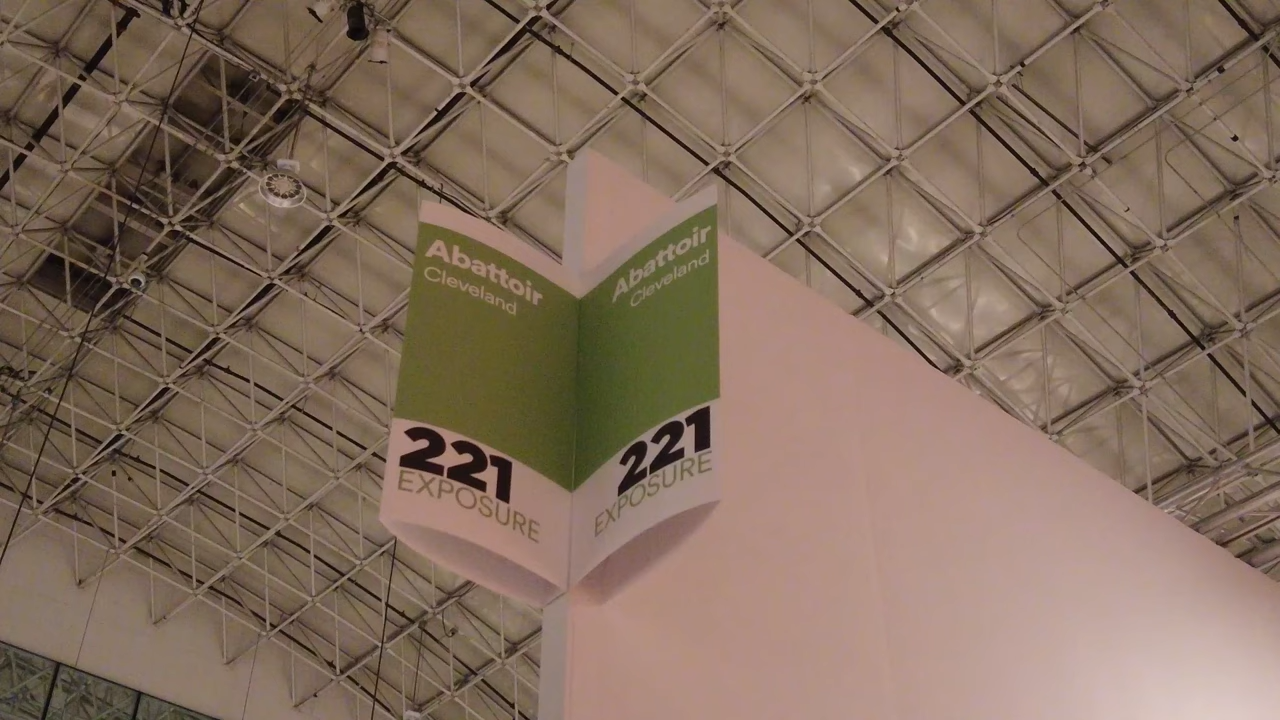 Abattoir
Cleveland
221
EXPOSURE
Abattoir
Cleveland
221
EXPOSURE